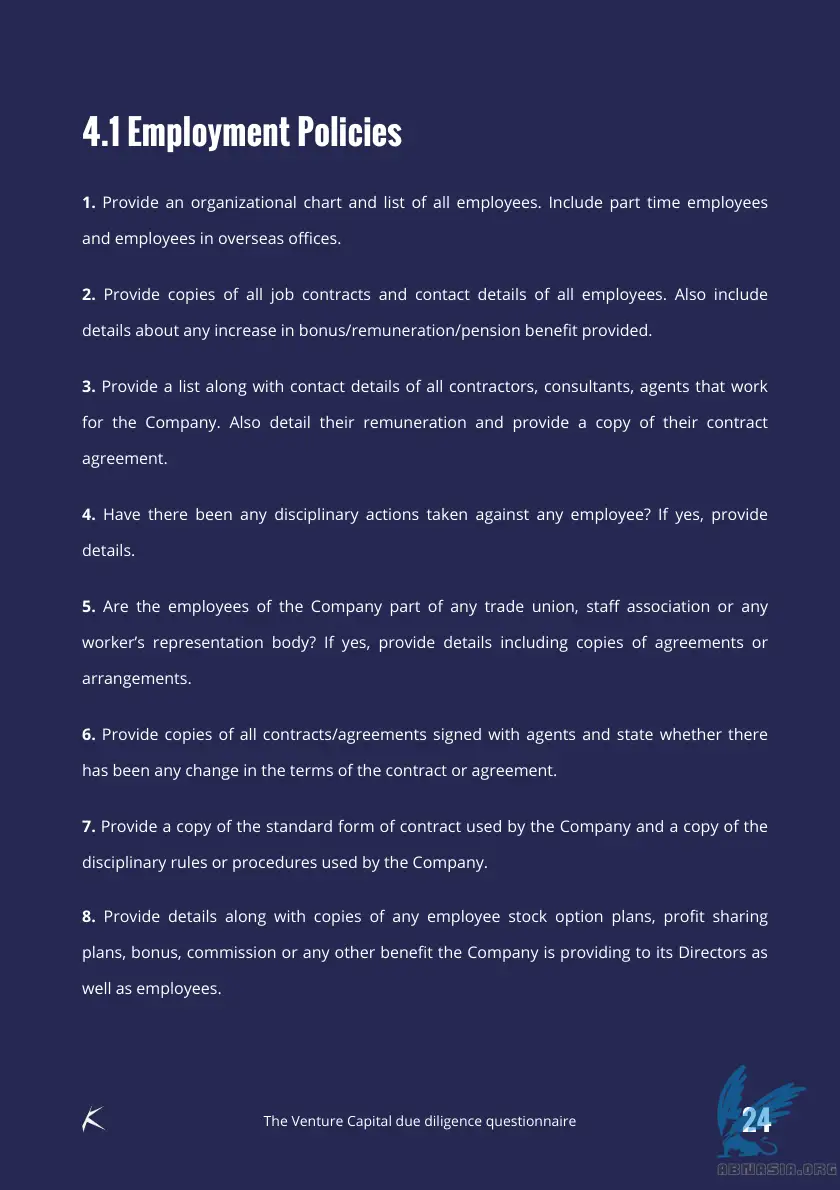 4.1 Employment Policies
1. Provide an organizational chart and list of all employees. Include part time employees
and employees in overseas offices.
2. Provide copies of all job contracts and contact details of all employees. Also include
details about any increase in bonus/remuneration/pension benefit provided.
3. Provide a list along with contact details of all contractors, consultants, agents that work
for the Company. Also detail their remuneration and provide a copy of their contract
agreement.
4. Have there been any disciplinary actions taken against any employee? If yes, provide
details.
5. Are the employees of the Company part of any trade union, staff association or any
worker’s representation body? If yes, provide details including copies of agreements or
arrangements.
6. Provide copies of all contracts/agreements signed with agents and state whether there
has been any change in the terms of the contract or agreement.
7. Provide a copy of the standard form of contract used by the Company and a copy of the
disciplinary rules or procedures used by the Company.
8. Provide details along with copies of any employee stock option plans, profit sharing
plans, bonus, commission or any other benefit the Company is providing to its Directors as
well as employees.
The Venture Capital due diligence questionnaire
24
ABNASIA.ORG